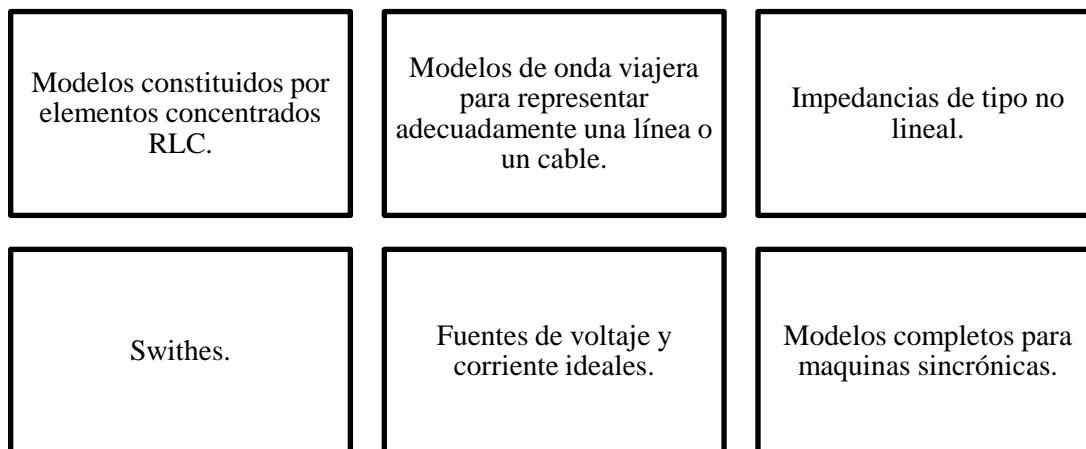 Modelos constituidos por
elementos concentrados
RLC.
Modelos de onda viajera
para representar
adecuadamente una línea o
un cable.
Impedancias de tipo no
lineal.
Swithes.
Fuentes de voltaje y
corriente ideales.
Modelos completos para
maquinas sincrónicas.